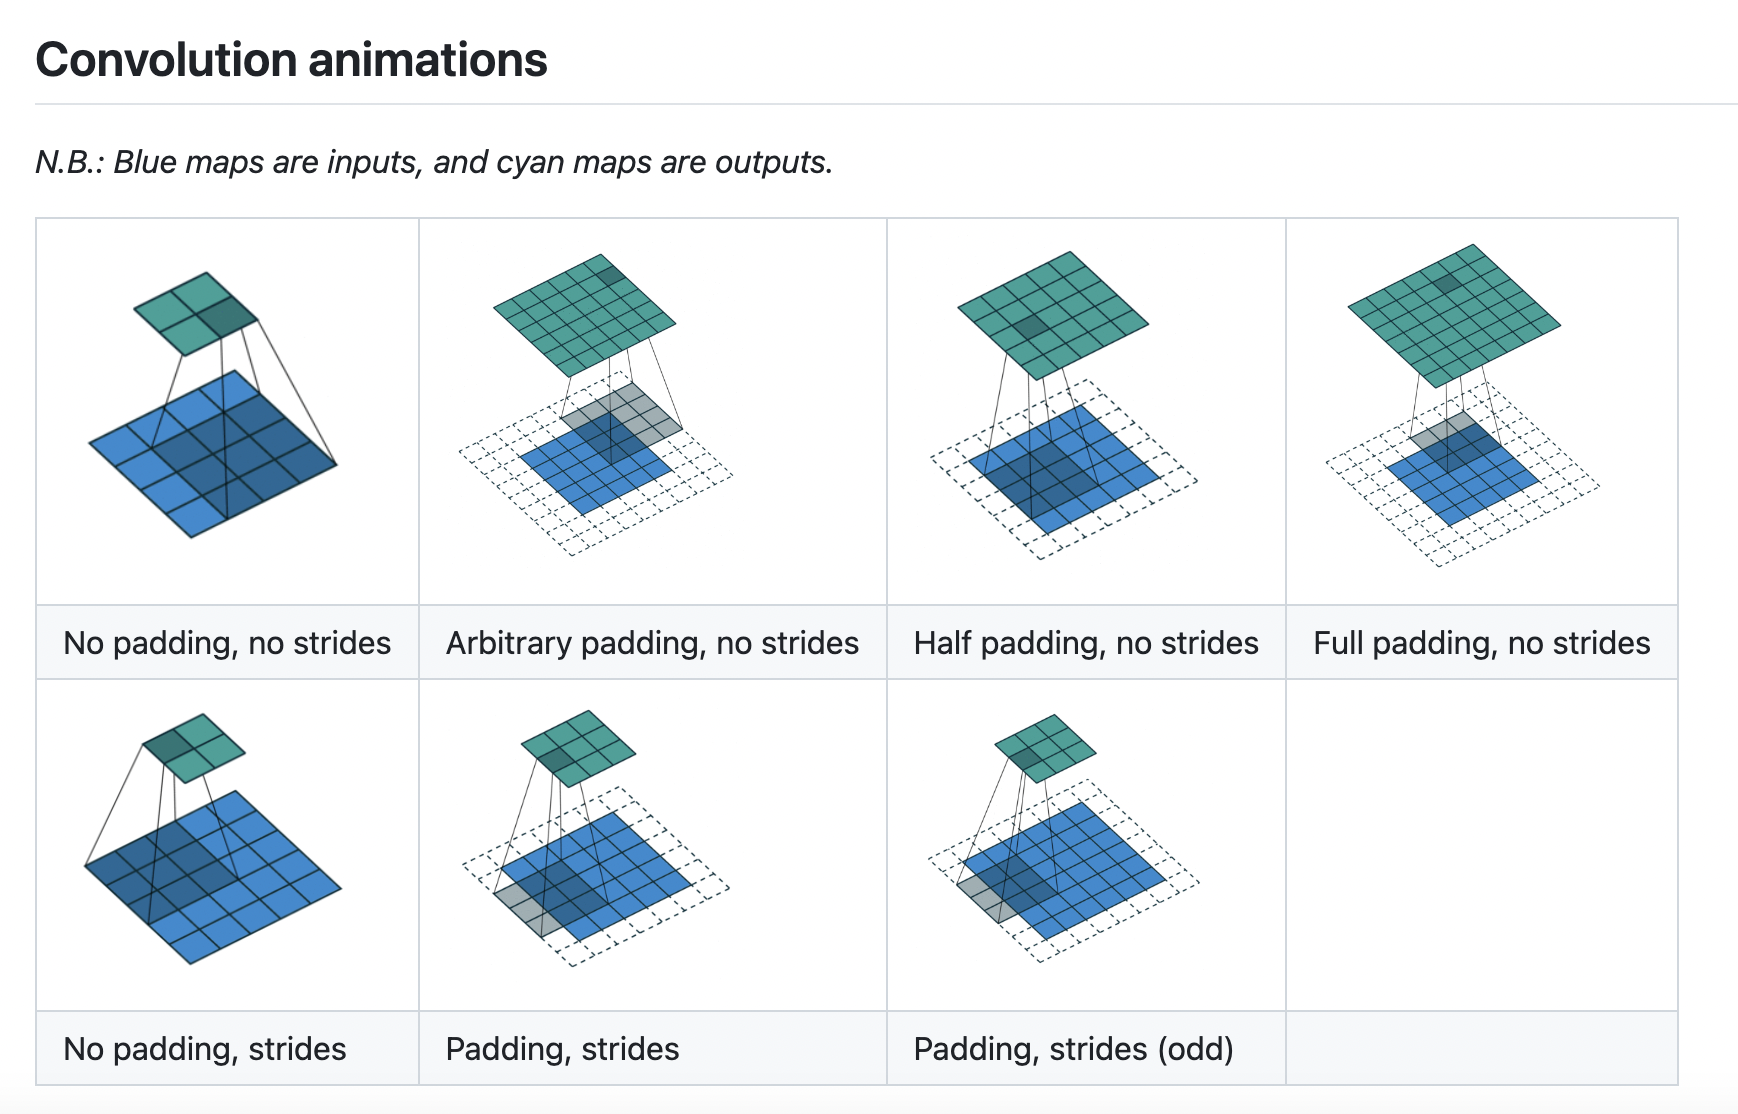 Convolution animations
N.B.: Blue maps are inputs, and cyan maps are outputs.
No padding, no strides
Arbitrary padding, no strides
Half padding, no strides
Full padding, no strides
No padding, strides
Padding, strides
Padding, strides (odd)